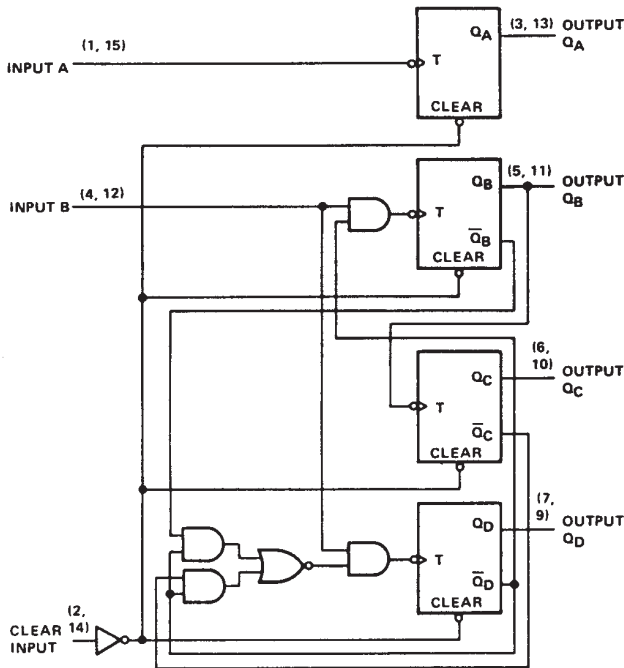 INPUT A
(1, 15)
T
QA
CLEAR
(3, 13)
OUTPUT
QA
INPUT B
(4, 12)
T
QB
Q̅B
CLEAR
(5, 11)
OUTPUT
QB
T
QC
Q̅C
CLEAR
(6,
10)
OUTPUT
QC
T
QD
Q̅D
CLEAR
(7,
9)
OUTPUT
QD
CLEAR
INPUT
(2,
14)